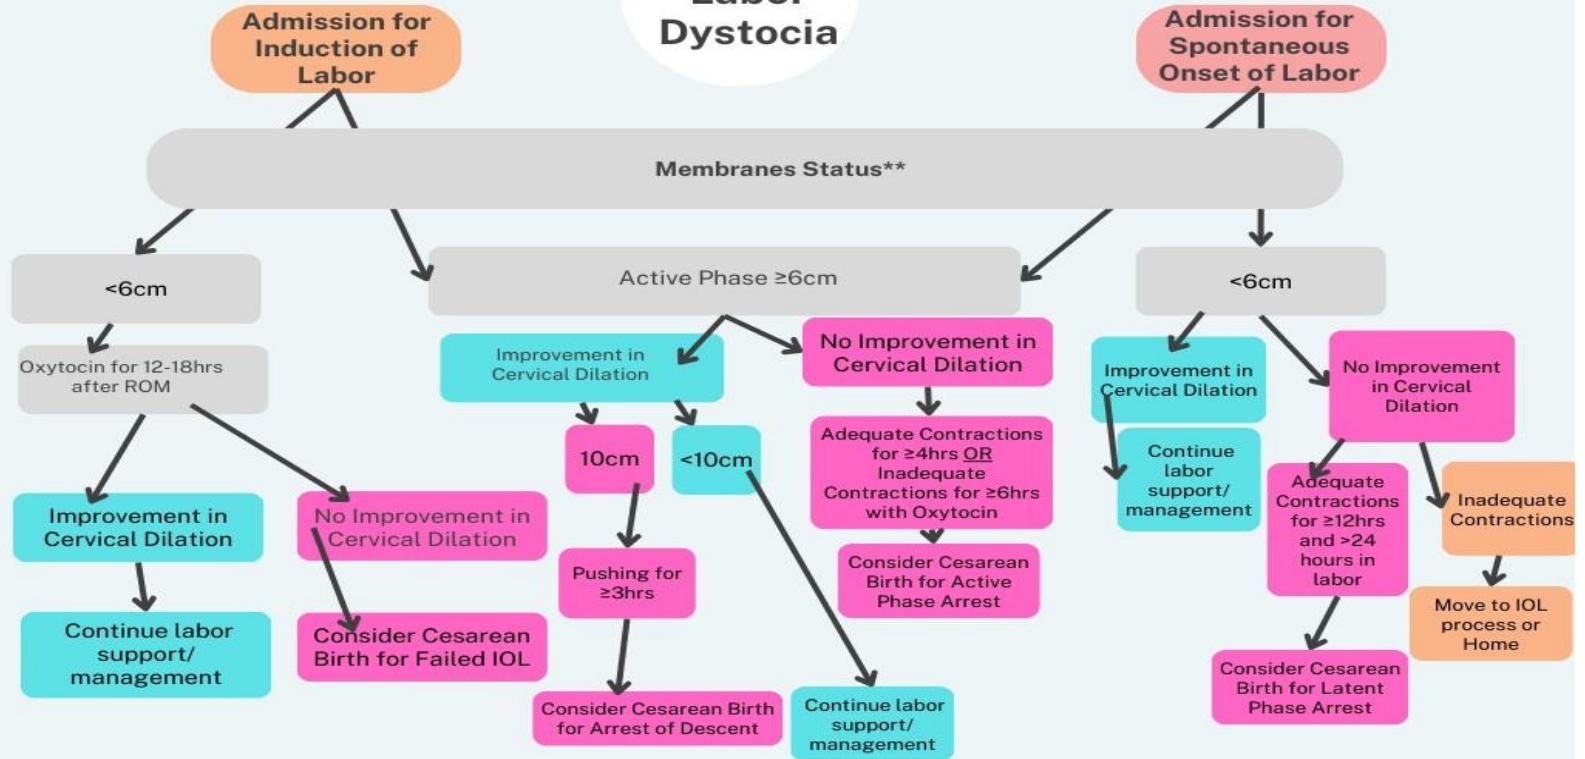 Labor
Dystocia
Admission for
Induction of
Labor
Admission for
Spontaneous
Onset of Labor
Membranes Status**
<6cm
Active Phase ≥6cm
<6cm
Oxytocin for 12-18hrs
after ROM
Improvement in
Cervical Dilation
No Improvement in
Cervical Dilation
Continue labor
support/
management
Consider Cesarean
Birth for Failed IOL
Improvement in
Cervical Dilation
No Improvement in
Cervical Dilation
10cm
<10cm
Adequate Contractions
for ≥4hrs OR
Inadequate
Contractions for ≥6hrs
with Oxytocin
Pushing for
≥3hrs
Consider Cesarean
Birth for Active
Phase Arrest
Consider Cesarean Birth
for Arrest of Descent
Continue labor
support/
management
Improvement in
Cervical Dilation
No Improvement
in Cervical
Dilation
Continue
labor
support/
management
Adequate
Contractions
for ≥12hrs
and >24
hours in
labor
Inadequate
Contractions
Move to IOL
process or
Home
Consider Cesarean
Birth for Latent
Phase Arrest